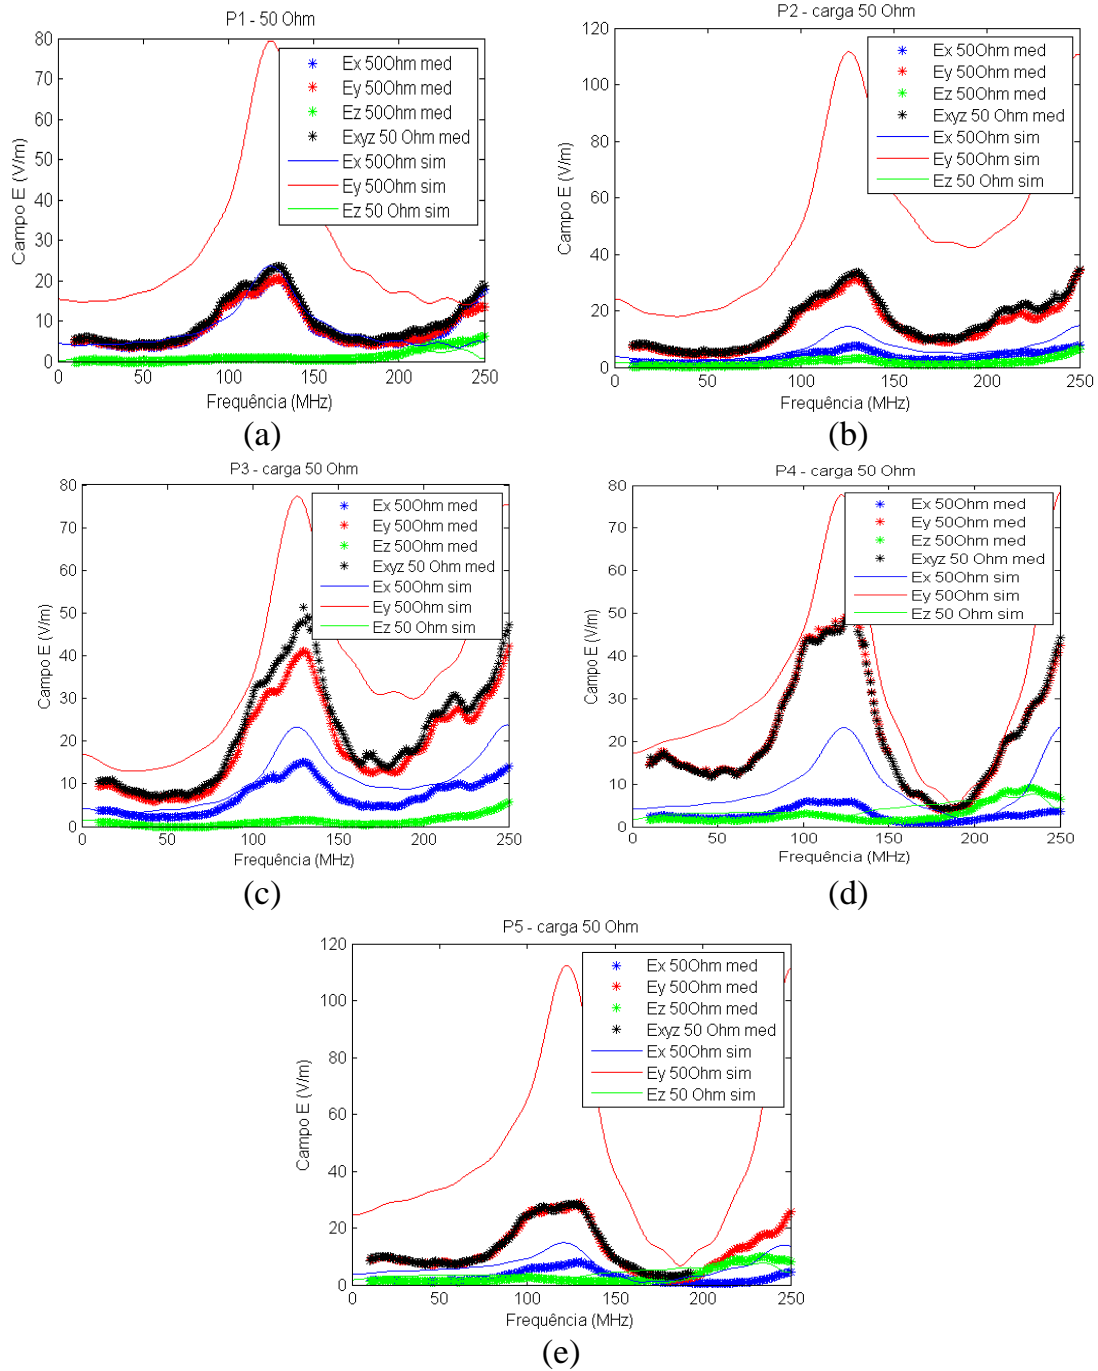 P1 - 50 Ohm
80
70
60
50
40
30
20
10
0
0
50
100
150
200
250
Campo E (V/m)
Frequência (MHz)
Ex 50Ohm med
Ey 50Ohm med
Ez 50Ohm med
Exyz 50 Ohm med
Ex 50Ohm sim
Ey 50Ohm sim
Ez 50 Ohm sim
(a)
P2 - carga 50 Ohm
120
100
80
60
40
20
0
0
50
100
150
200
250
Campo E (V/m)
Frequência (MHz)
Ex 50Ohm med
Ey 50Ohm med
Ez 50Ohm med
Exyz 50 Ohm med
Ex 50Ohm sim
Ey 50Ohm sim
Ez 50 Ohm sim
(b)
P3 - carga 50 Ohm
80
70
60
50
40
30
20
10
0
0
50
100
150
200
250
Campo E (V/m)
Frequência (MHz)
Ex 50Ohm med
Ey 50Ohm med
Ez 50Ohm med
Exyz 50 Ohm med
Ex 50Ohm sim
Ey 50Ohm sim
Ez 50 Ohm sim
(c)
P4 - carga 50 Ohm
80
70
60
50
40
30
20
10
0
0
50
100
150
200
250
Campo E (V/m)
Frequência (MHz)
Ex 50Ohm med
Ey 50Ohm med
Ez 50Ohm med
Exyz 50 Ohm med
Ex 50Ohm sim
Ey 50Ohm sim
Ez 50 Ohm sim
(d)
P5 - carga 50 Ohm
120
100
80
60
40
20
0
0
50
100
150
200
250
Campo E (V/m)
Frequência (MHz)
Ex 50Ohm med
Ey 50Ohm med
Ez 50Ohm med
Exyz 50 Ohm med
Ex 50Ohm sim
Ey 50Ohm sim
Ez 50 Ohm sim
(e)